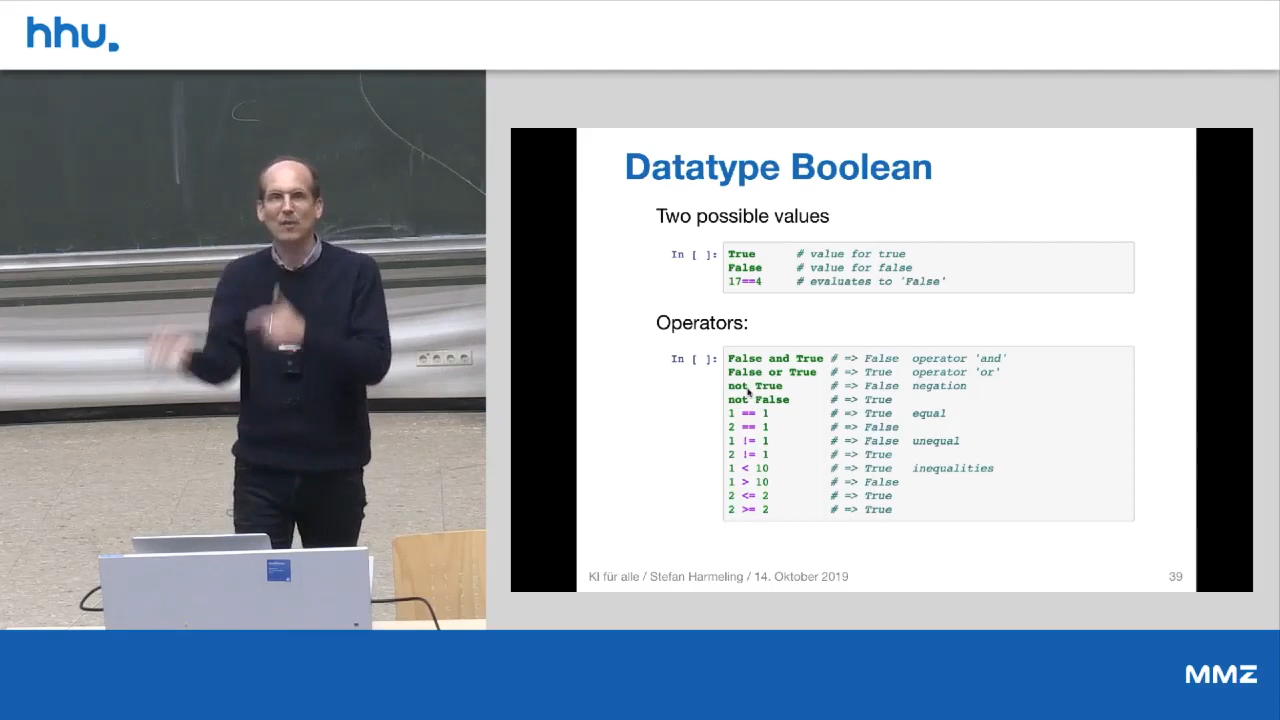 hhu.
Datatype Boolean
Two possible values
In [ ]: True # value for true
False # value for false
17==4 # evaluates to 'False'
Operators:
In [ ]: False and True # => False operator 'and'
False or True # => True operator 'or'
not True # => False negation
not False # => True
1 == 1 # => True equal
2 == 1 # => False
1 != 1 # => False unequal
2 != 1 # => True
1 < 10 # => True inequalities
1 > 10 # => False
2 <= 2 # => True
2 >= 2 # => True
KI für alle / Stefan Harmeling / 14. Oktober 2019 39
MMZ